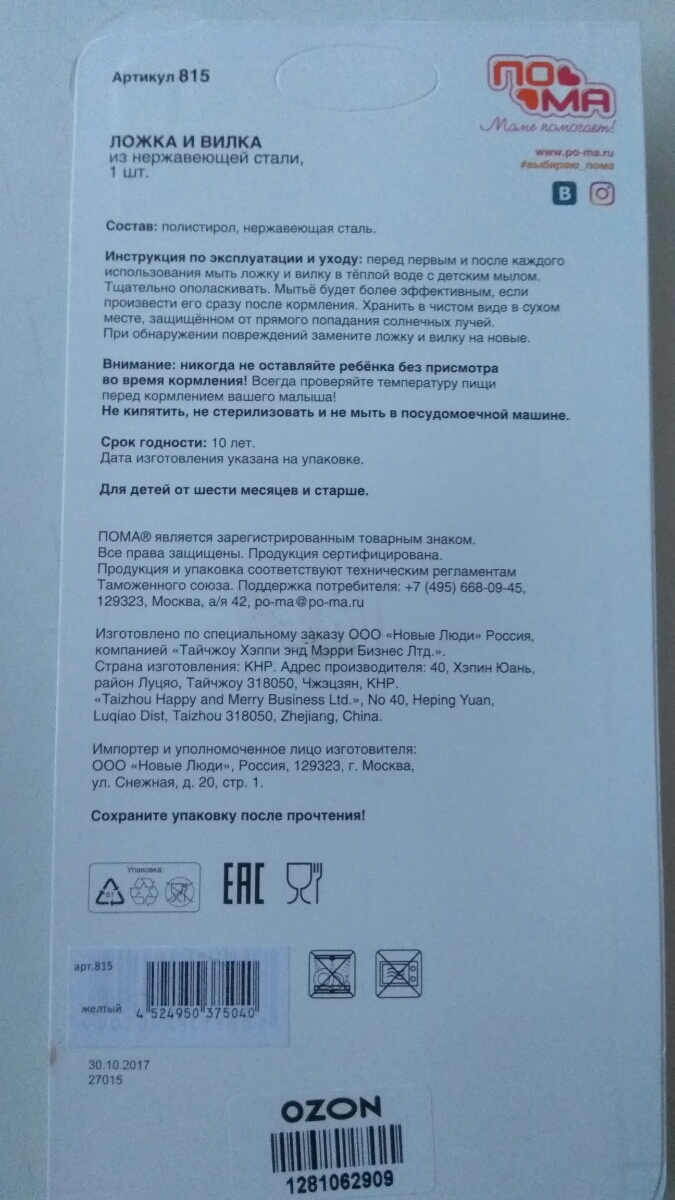 Артикул 815
ПОМА
Маме помогает!
www.po-ma.ru
#выбираю_пома
ЛОЖКА И ВИЛКА
из нержавеющей стали,
1 шт.
Состав: полистирол, нержавеющая сталь.
Инструкция по эксплуатации и уходу: перед первым и после каждого
использования мыть ложку и вилку в тёплой воде с детским мылом.
Тщательно ополаскивать. Мытьё будет более эффективным, если
произвести его сразу после кормления. Хранить в чистом виде в сухом
месте, защищённом от прямого попадания солнечных лучей.
При обнаружении повреждений замените ложку и вилку на новые.
Внимание: никогда не оставляйте ребёнка без присмотра
во время кормления! Всегда проверяйте температуру пищи
перед кормлением вашего малыша!
Не кипятить, не стерилизовать и не мыть в посудомоечной машине.
Срок годности: 10 лет.
Дата изготовления указана на упаковке.
Для детей от шести месяцев и старше.
ПОМА® является зарегистрированным товарным знаком.
Все права защищены. Продукция сертифицирована.
Продукция и упаковка соответствуют техническим регламентам
Таможенного союза. Поддержка потребителя: +7 (495) 668-09-45,
129323, Москва, а/я 42, po-ma@po-ma.ru
Изготовлено по специальному заказу ООО «Новые Люди» Россия,
компанией «Тайчжоу Хэппи энд Мэрри Бизнес Лтд.».
Страна изготовления: КНР. Адрес производителя: 40, Хэпин Юань,
район Луцяо, Тайчжоу 318050, Чжэцзян, КНР.
«Taizhou Happy and Merry Business Ltd.», No 40, Heping Yuan,
Luqiao Dist, Taizhou 318050, Zhejiang, China.
Импортер и уполномоченное лицо изготовителя:
ООО «Новые Люди», Россия, 129323, г. Москва,
ул. Снежная, д. 20, стр. 1.
Сохраните упаковку после прочтения!
Упаковка:
81
EAC
арт.815
желтый
4 524950 375040
30.10.2017
27015
OZON
1281062909